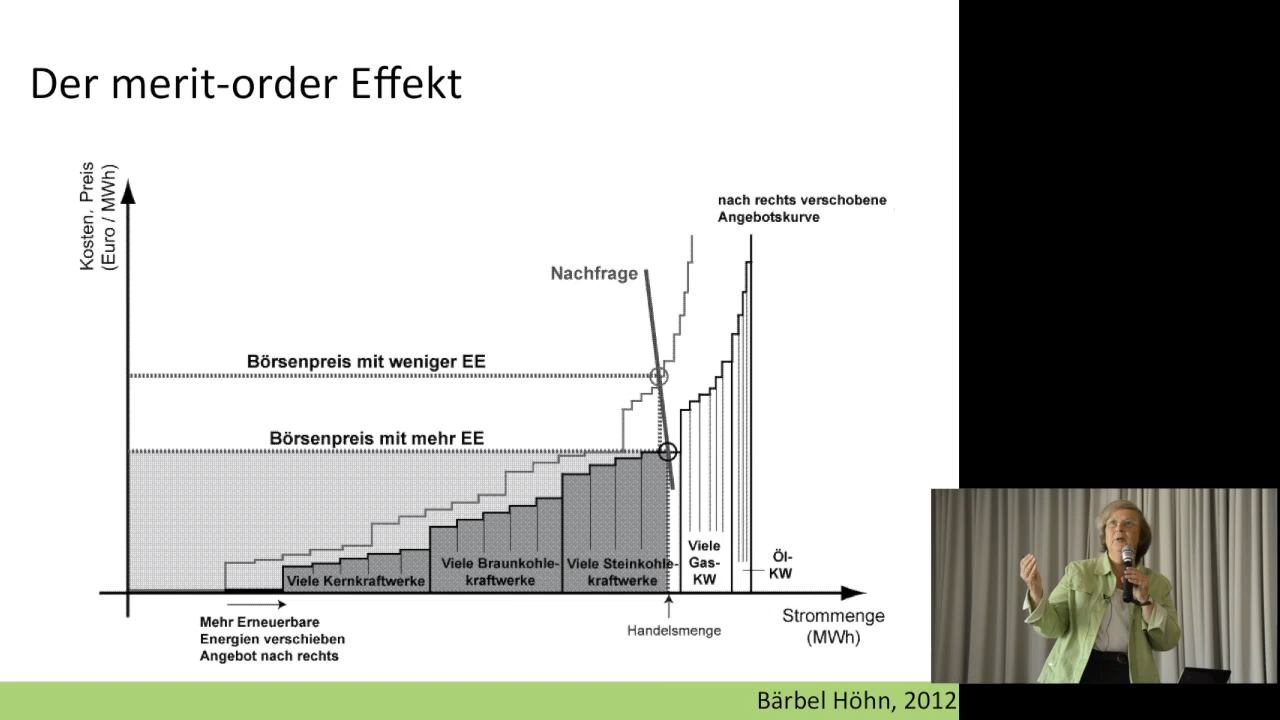 Der merit-order Effekt
Kosten, Preis
(Euro / MWh)
nach rechts verschobene
Angebotskurve
Nachfrage
Börsenpreis mit weniger EE
Börsenpreis mit mehr EE
Viele Kernkraftwerke
Viele Braunkohle-
kraftwerke
Viele Steinkohle-
kraftwerke
Viele
Gas-
KW
Öl-
KW
Mehr Erneuerbare
Energien verschieben
Angebot nach rechts
Handelsmenge
Strommenge
(MWh)
Bärbel Höhn, 2012